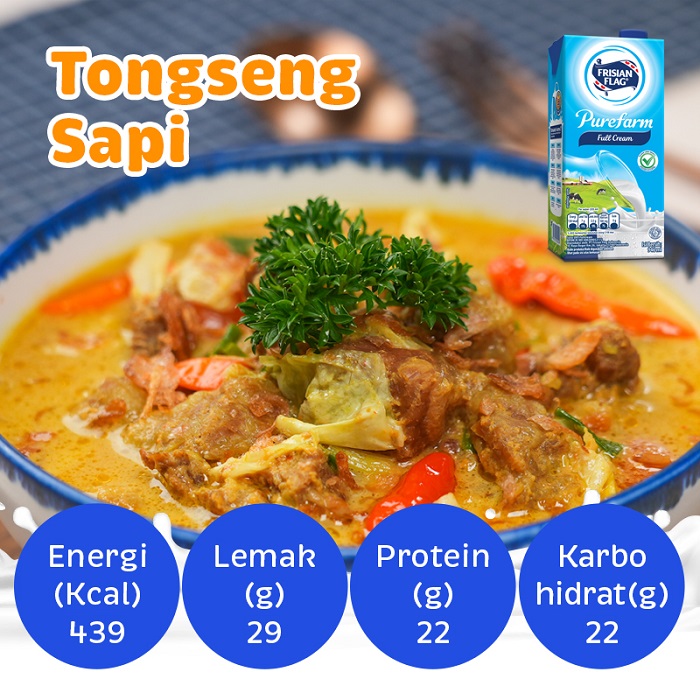 Tongseng
Sapi
FRISIAN
FLAG
Purefarm
Full Cream
Energi
(Kcal)
439
Lemak
(g)
29
Protein
(g)
22
Karbo
hidrat(g)
22